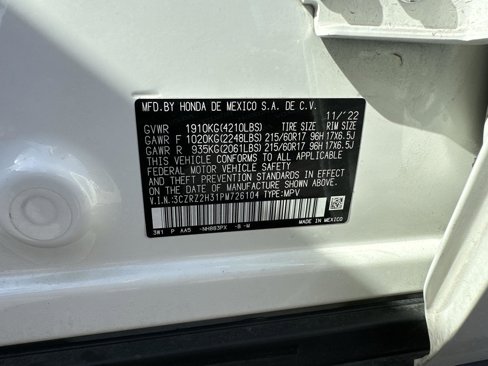 MFD.BY HONDA DE MEXICO S.A. DE C.V.
11/'22
GVWR 1910KG(4210LBS) TIRE SIZE RIM SIZE
GAWR F 1020KG(2248LBS) 215/60R17 96H 17X6.5J
GAWR R 935KG(2061LBS) 215/60R17 96H 17X6.5J
THIS VEHICLE CONFORMS TO ALL APPLICABLE
FEDERAL MOTOR VEHICLE SAFETY
AND THEFT PREVENTION STANDARDS IN EFFECT
ON THE DATE OF MANUFACTURE SHOWN ABOVE.
V.I.N.:3CZRZ2H31PM726104 TYPE:MPV
3W1 P AA5 -NH883PX -B -M MADE IN MEXICO